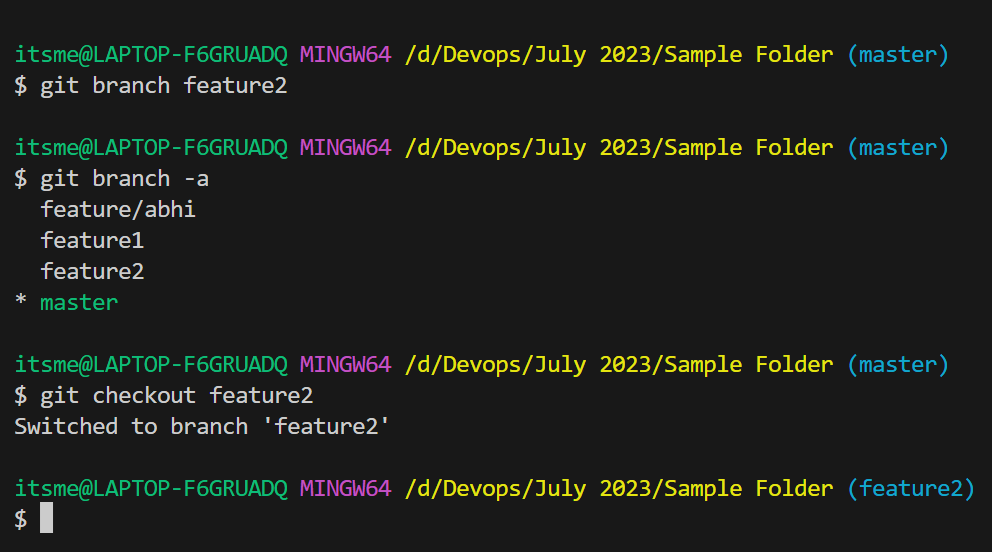 itsme@LAPTOP-F6GRUADQ MINGW64 /d/Devops/July 2023/Sample Folder (master)
$ git branch feature2
itsme@LAPTOP-F6GRUADQ MINGW64 /d/Devops/July 2023/Sample Folder (master)
$ git branch -a
  feature/abhi
  feature1
  feature2
* master
itsme@LAPTOP-F6GRUADQ MINGW64 /d/Devops/July 2023/Sample Folder (master)
$ git checkout feature2
Switched to branch 'feature2'
itsme@LAPTOP-F6GRUADQ MINGW64 /d/Devops/July 2023/Sample Folder (feature2)
$